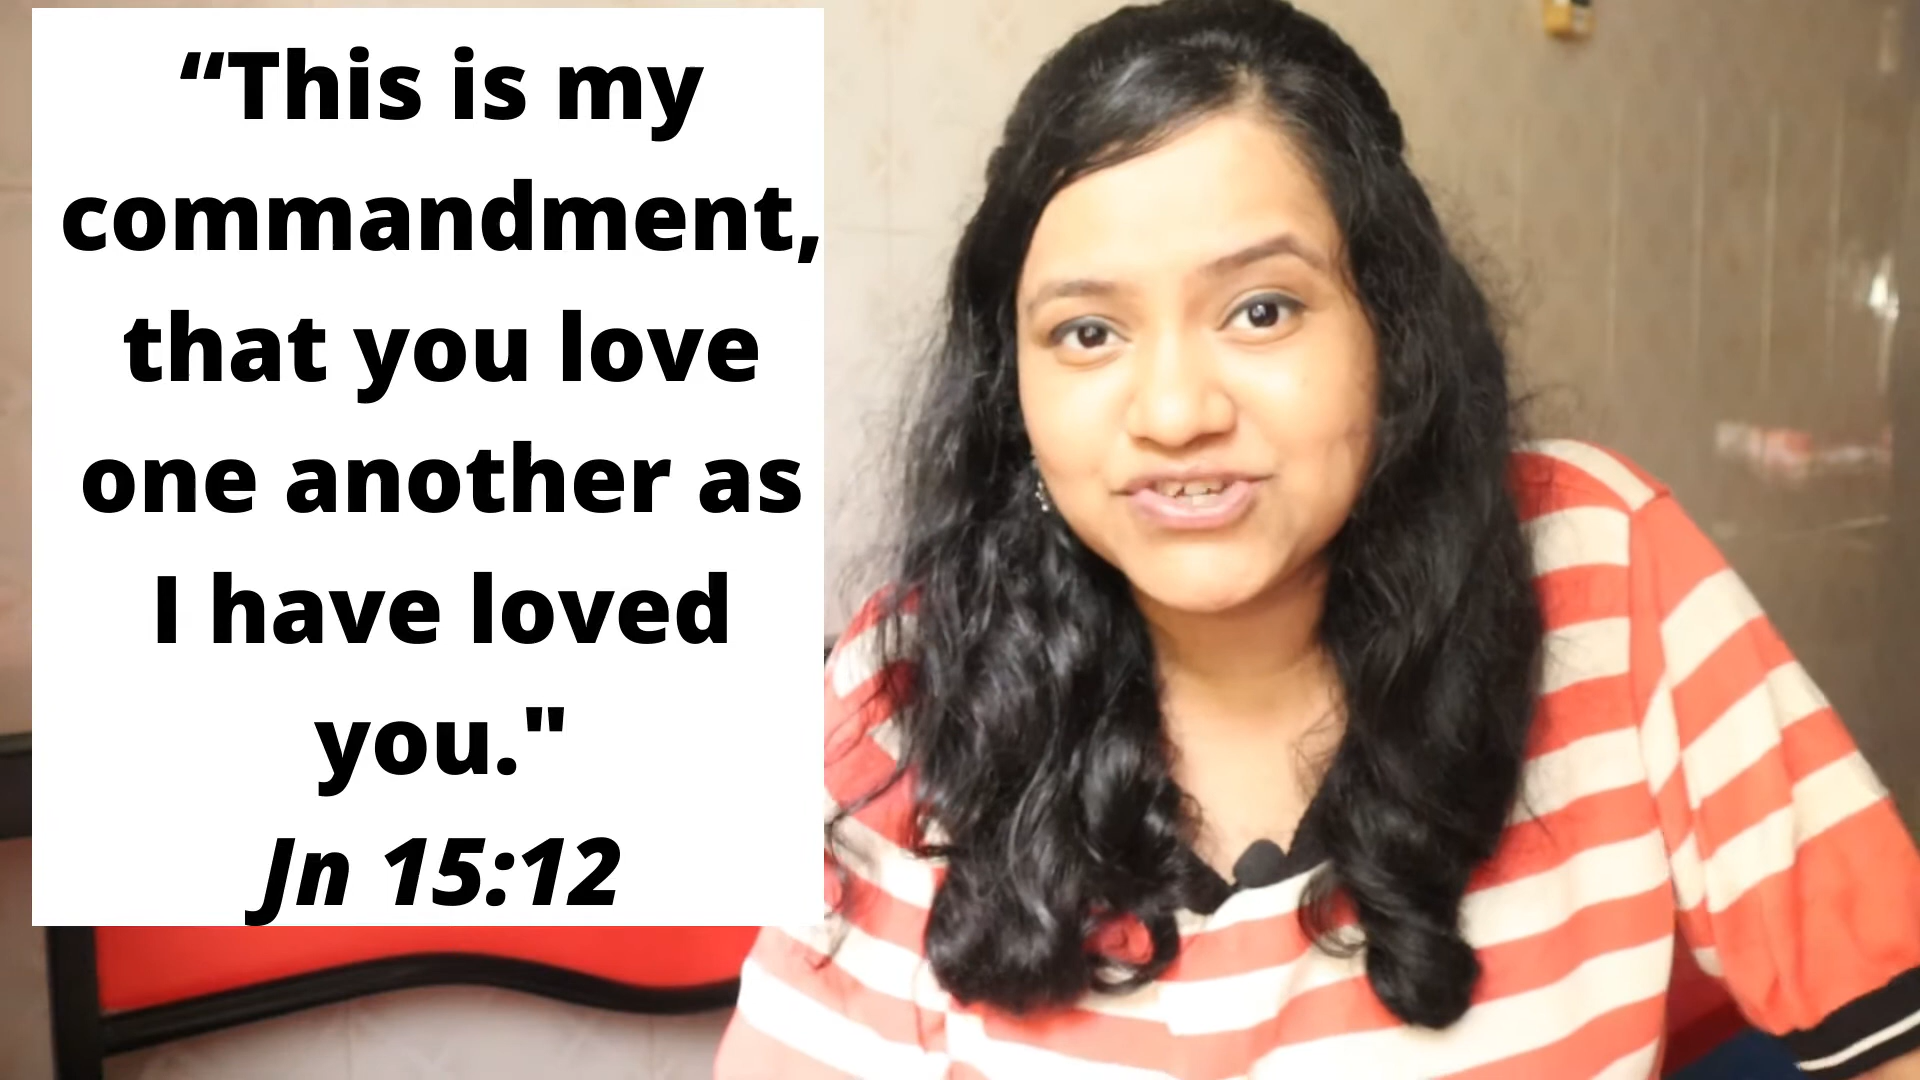 “This is my
commandment,
that you love
one another as
I have loved
you."
Jn 15:12